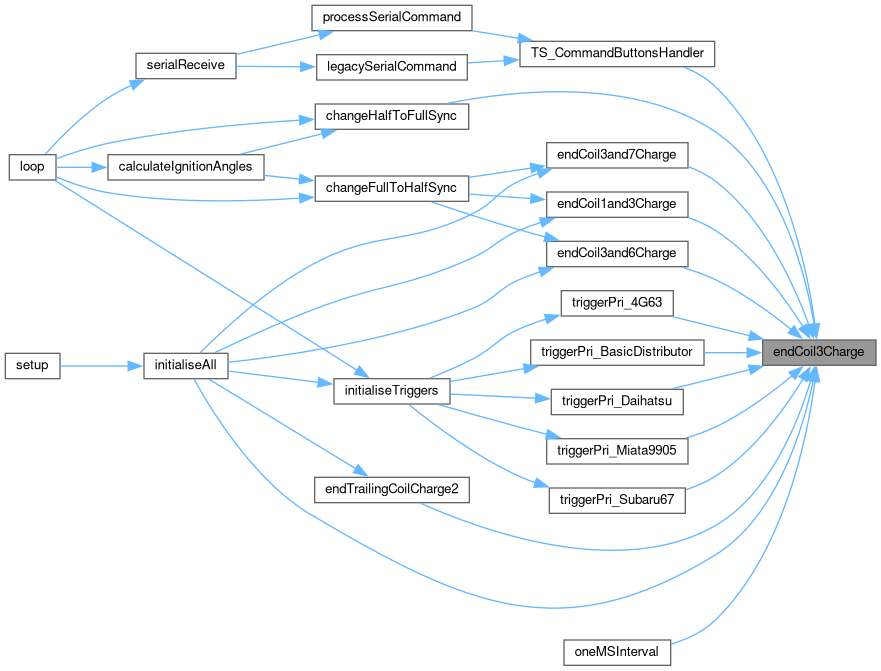 processSerialCommand
TS_CommandButtonsHandler
serialReceive
legacySerialCommand
changeHalfToFullSync
endCoil3and7Charge
loop
calculateIgnitionAngles
changeFullToHalfSync
endCoil1and3Charge
endCoil3and6Charge
triggerPri_4G63
triggerPri_BasicDistributor
endCoil3Charge
setup
initialiseAll
initialiseTriggers
triggerPri_Daihatsu
triggerPri_Miata9905
endTrailingCoilCharge2
triggerPri_Subaru67
oneMSInterval